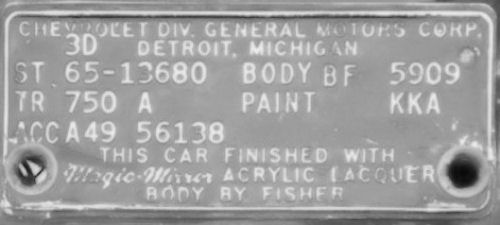 CHEVROLET DIV. GENERAL MOTORS CORP.
3D DETROIT, MICHIGAN
ST 65-13680 BODY BF 5909
TR 750 A PAINT KKA
ACC A49 56138
THIS CAR FINISHED WITH
Magic-Mirror ACRYLIC LACQUER
BODY BY FISHER